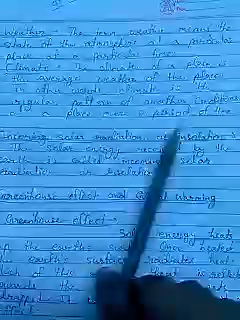 Weather - The term weather means the
state of the atmosphere at a particular
place at a particular time.
Climate - The climate of a place is
the average weather of that place
in other words climate is the
regular pattern of weather conditions
of a place over a period of time.
Incoming solar radiation or insolation :
The solar energy received by the
earth is called incoming solar
radiation or insolation
Greenhouse effect and Global warming
Greenhouse effect →
Solar energy heats
up the earth's Once heated
the earth's surface radiates heat
of this heat is
the